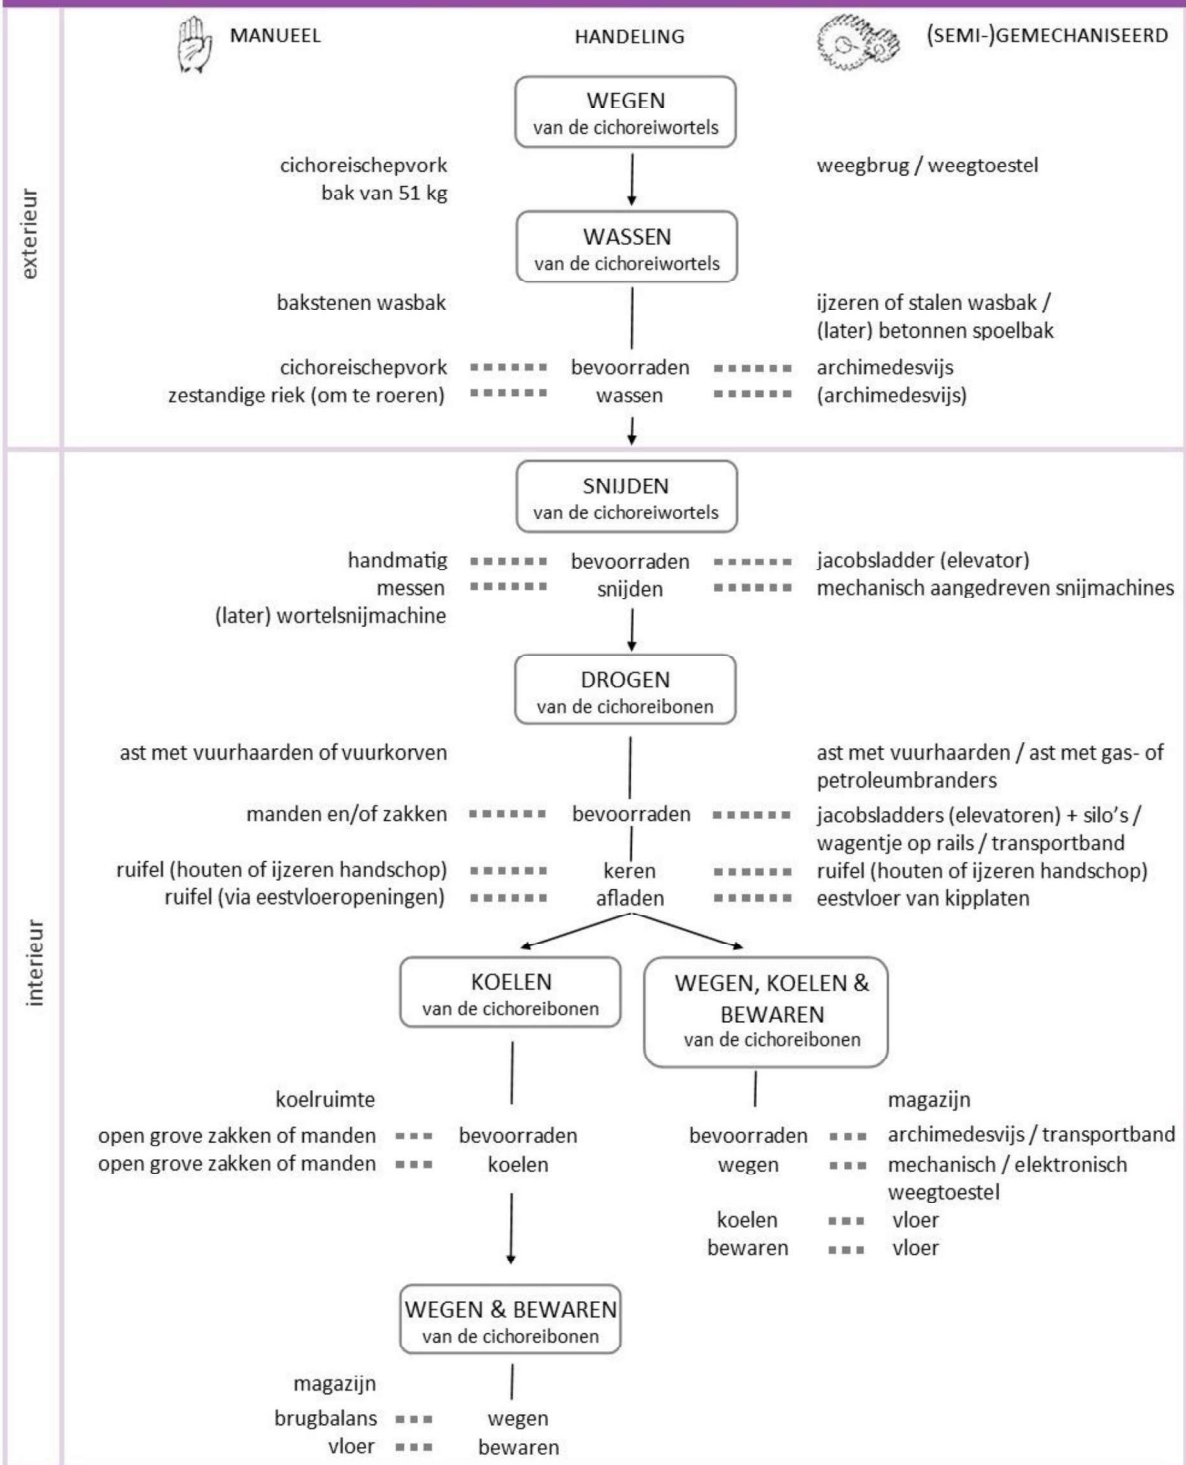 MANUEEL
HANDELING
(SEMI-)GEMECHANISEERD
exterieur
WEGEN
van de cichoreiwortels
cichoreischepvork
bak van 51 kg
weegbrug / weegtoestel
WASSEN
van de cichoreiwortels
bakstenen wasbak
ijzeren of stalen wasbak /
(later) betonnen spoelbak
cichoreischepvork bevoorraden archimedesvijs
zestandige riek (om te roeren) wassen (archimedesvijs)
interieur
SNIJDEN
van de cichoreiwortels
handmatig bevoorraden jacobsladder (elevator)
messen snijden mechanisch aangedreven snijmachines
(later) wortelsnijmachine
DROGEN
van de cichoreibonen
ast met vuurhaarden of vuurkorven
ast met vuurhaarden / ast met gas- of
petroleumbranders
manden en/of zakken bevoorraden jacobsladders (elevatoren) + silo's /
wagentje op rails / transportband
ruifel (houten of ijzeren handschop) keren ruifel (houten of ijzeren handschop)
ruifel (via eestvloeropeningen) afladen eestvloer van kipplaten
KOELEN
van de cichoreibonen
WEGEN, KOELEN &
BEWAREN
van de cichoreibonen
koelruimte
open grove zakken of manden bevoorraden
open grove zakken of manden koelen
magazijn
bevoorraden archimedesvijs / transportband
wegen mechanisch / elektronisch
weegtoestel
koelen vloer
bewaren vloer
WEGEN & BEWAREN
van de cichoreibonen
magazijn
brugbalans wegen
vloer bewaren